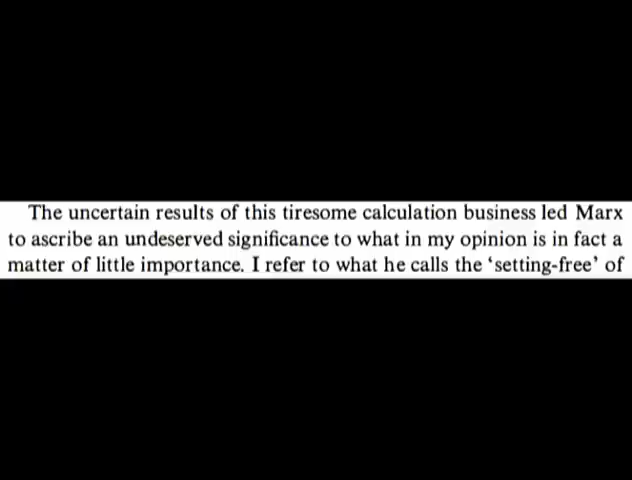 The uncertain results of this tiresome calculation business led Marx
to ascribe an undeserved significance to what in my opinion is in fact a
matter of little importance. I refer to what he calls the ‘setting-free’ of